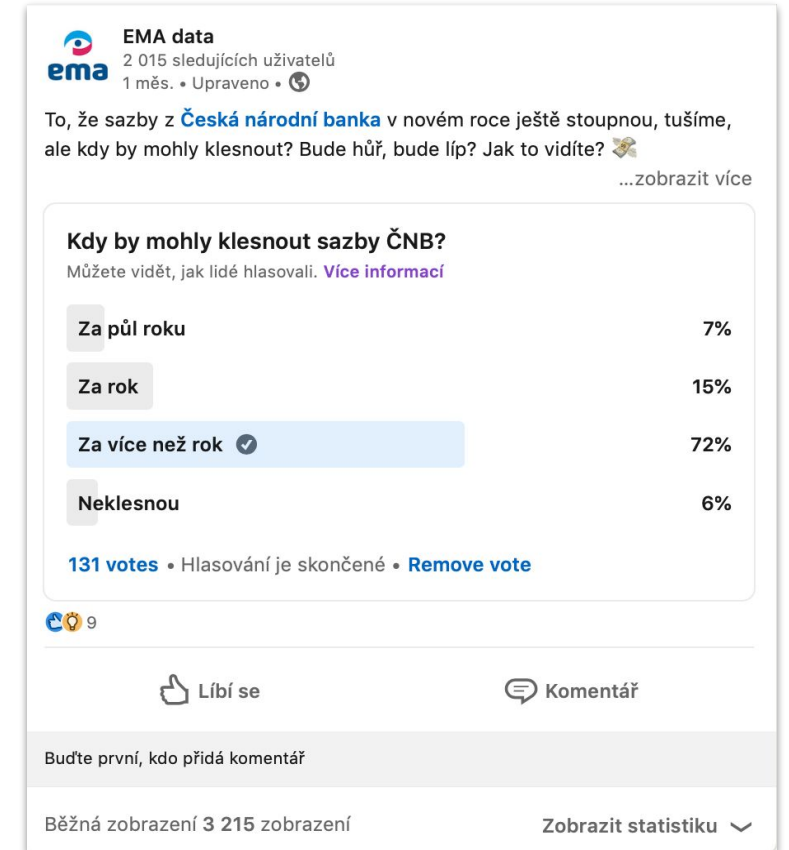 EMA data
2 015 sledujících uživatelů
1 měs. • Upraveno •
ema
To, že sazby z Česká národní banka v novém roce ještě stoupnou, tušíme,
ale kdy by mohly klesnout? Bude hůř, bude líp? Jak to vidíte? 💸
...zobrazit více
Kdy by mohly klesnout sazby ČNB?
Můžete vidět, jak lidé hlasovali. Více informací
Za půl roku 7%
Za rok 15%
Za více než rok 72%
Neklesnou 6%
131 votes • Hlasování je skončené • Remove vote
9
Líbí se Komentář
Buďte první, kdo přidá komentář
Běžná zobrazení 3 215 zobrazení Zobrazit statistiku